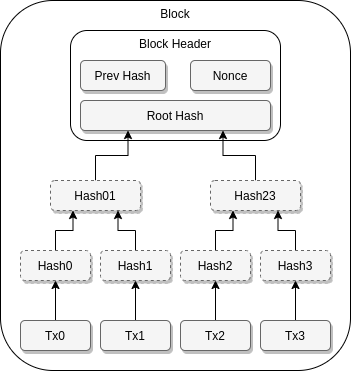 Block
Block Header
Prev Hash Nonce
Root Hash
Hash01 Hash23
Hash0 Hash1 Hash2 Hash3
Tx0 Tx1 Tx2 Tx3